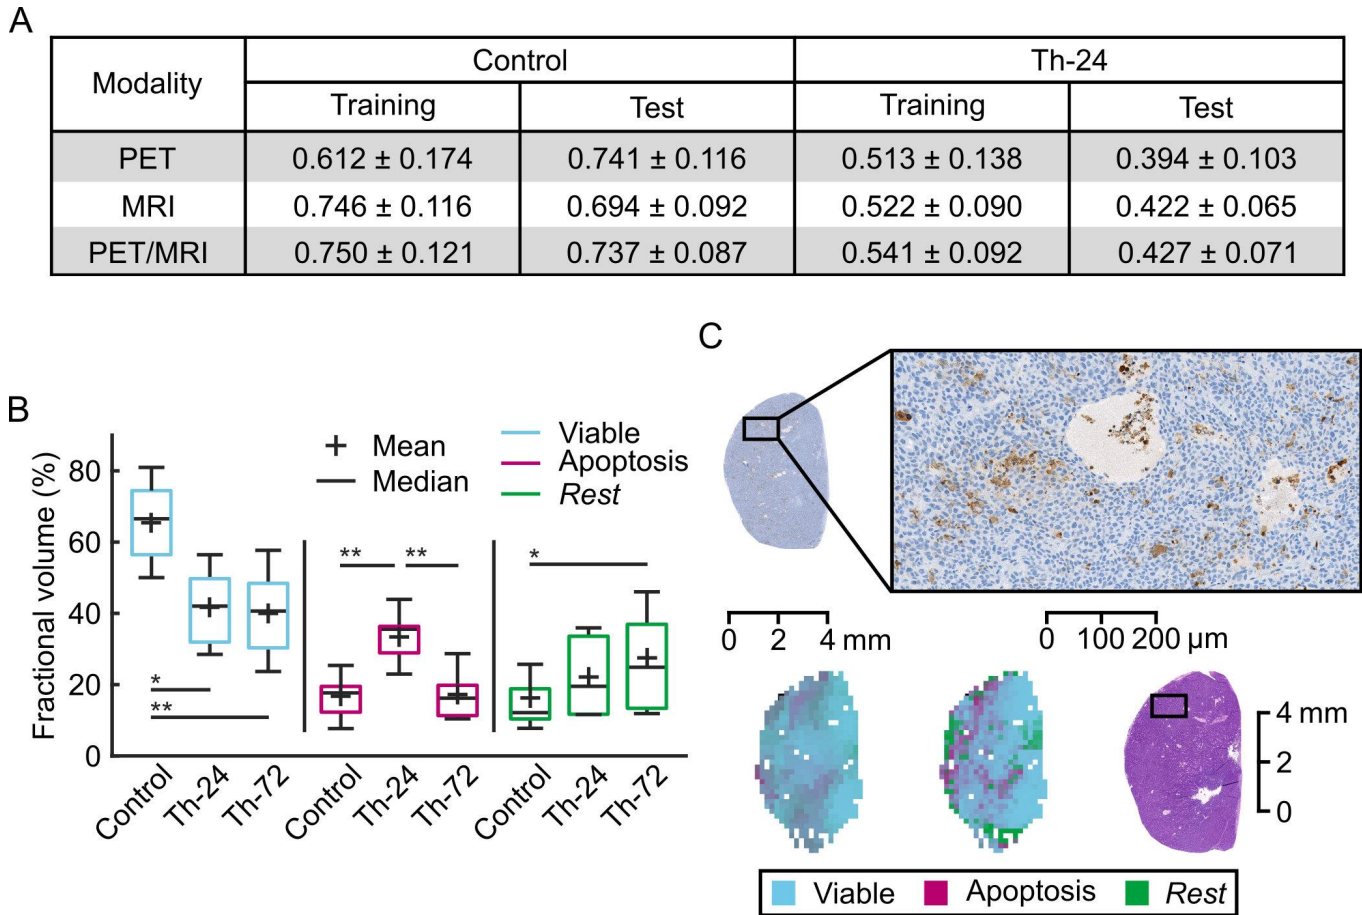 A
Modality Control Th-24
Training Test Training Test
PET 0.612 ± 0.174 0.741 ± 0.116 0.513 ± 0.138 0.394 ± 0.103
MRI 0.746 ± 0.116 0.694 ± 0.092 0.522 ± 0.090 0.422 ± 0.065
PET/MRI 0.750 ± 0.121 0.737 ± 0.087 0.541 ± 0.092 0.427 ± 0.071
B
Fractional volume (%)
80
60
40
20
0
Mean
Median
Viable
Apoptosis
Rest
*
**
** **
*
Control Th-24 Th-72 Control Th-24 Th-72 Control Th-24 Th-72
C
0 2 4 mm
0 100 200 µm
4 mm
2
0
Viable Apoptosis Rest